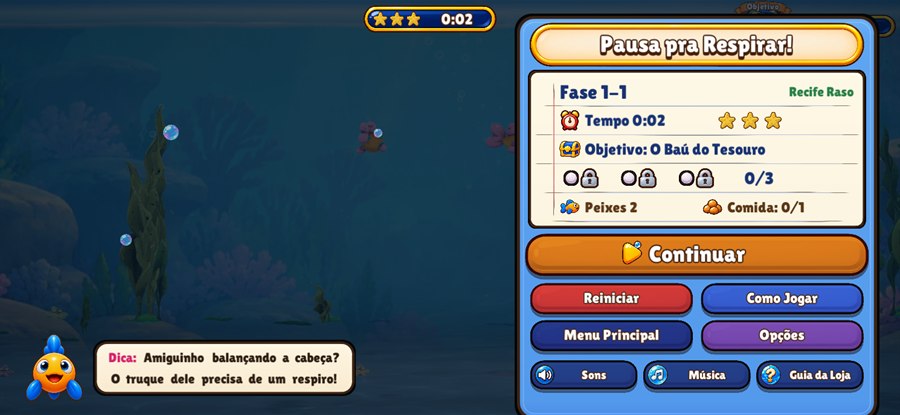 0:02
Objetivo
Pausa pra Respirar!
Fase 1-1
Recife Raso
Tempo 0:02
Objetivo: O Baú do Tesouro
0/3
Peixes 2
Comida: 0/1
Continuar
Reiniciar
Como Jogar
Menu Principal
Opções
Sons
Música
Guia da Loja
Dica: Amiguinho balançando a cabeça?
O truque dele precisa de um respiro!